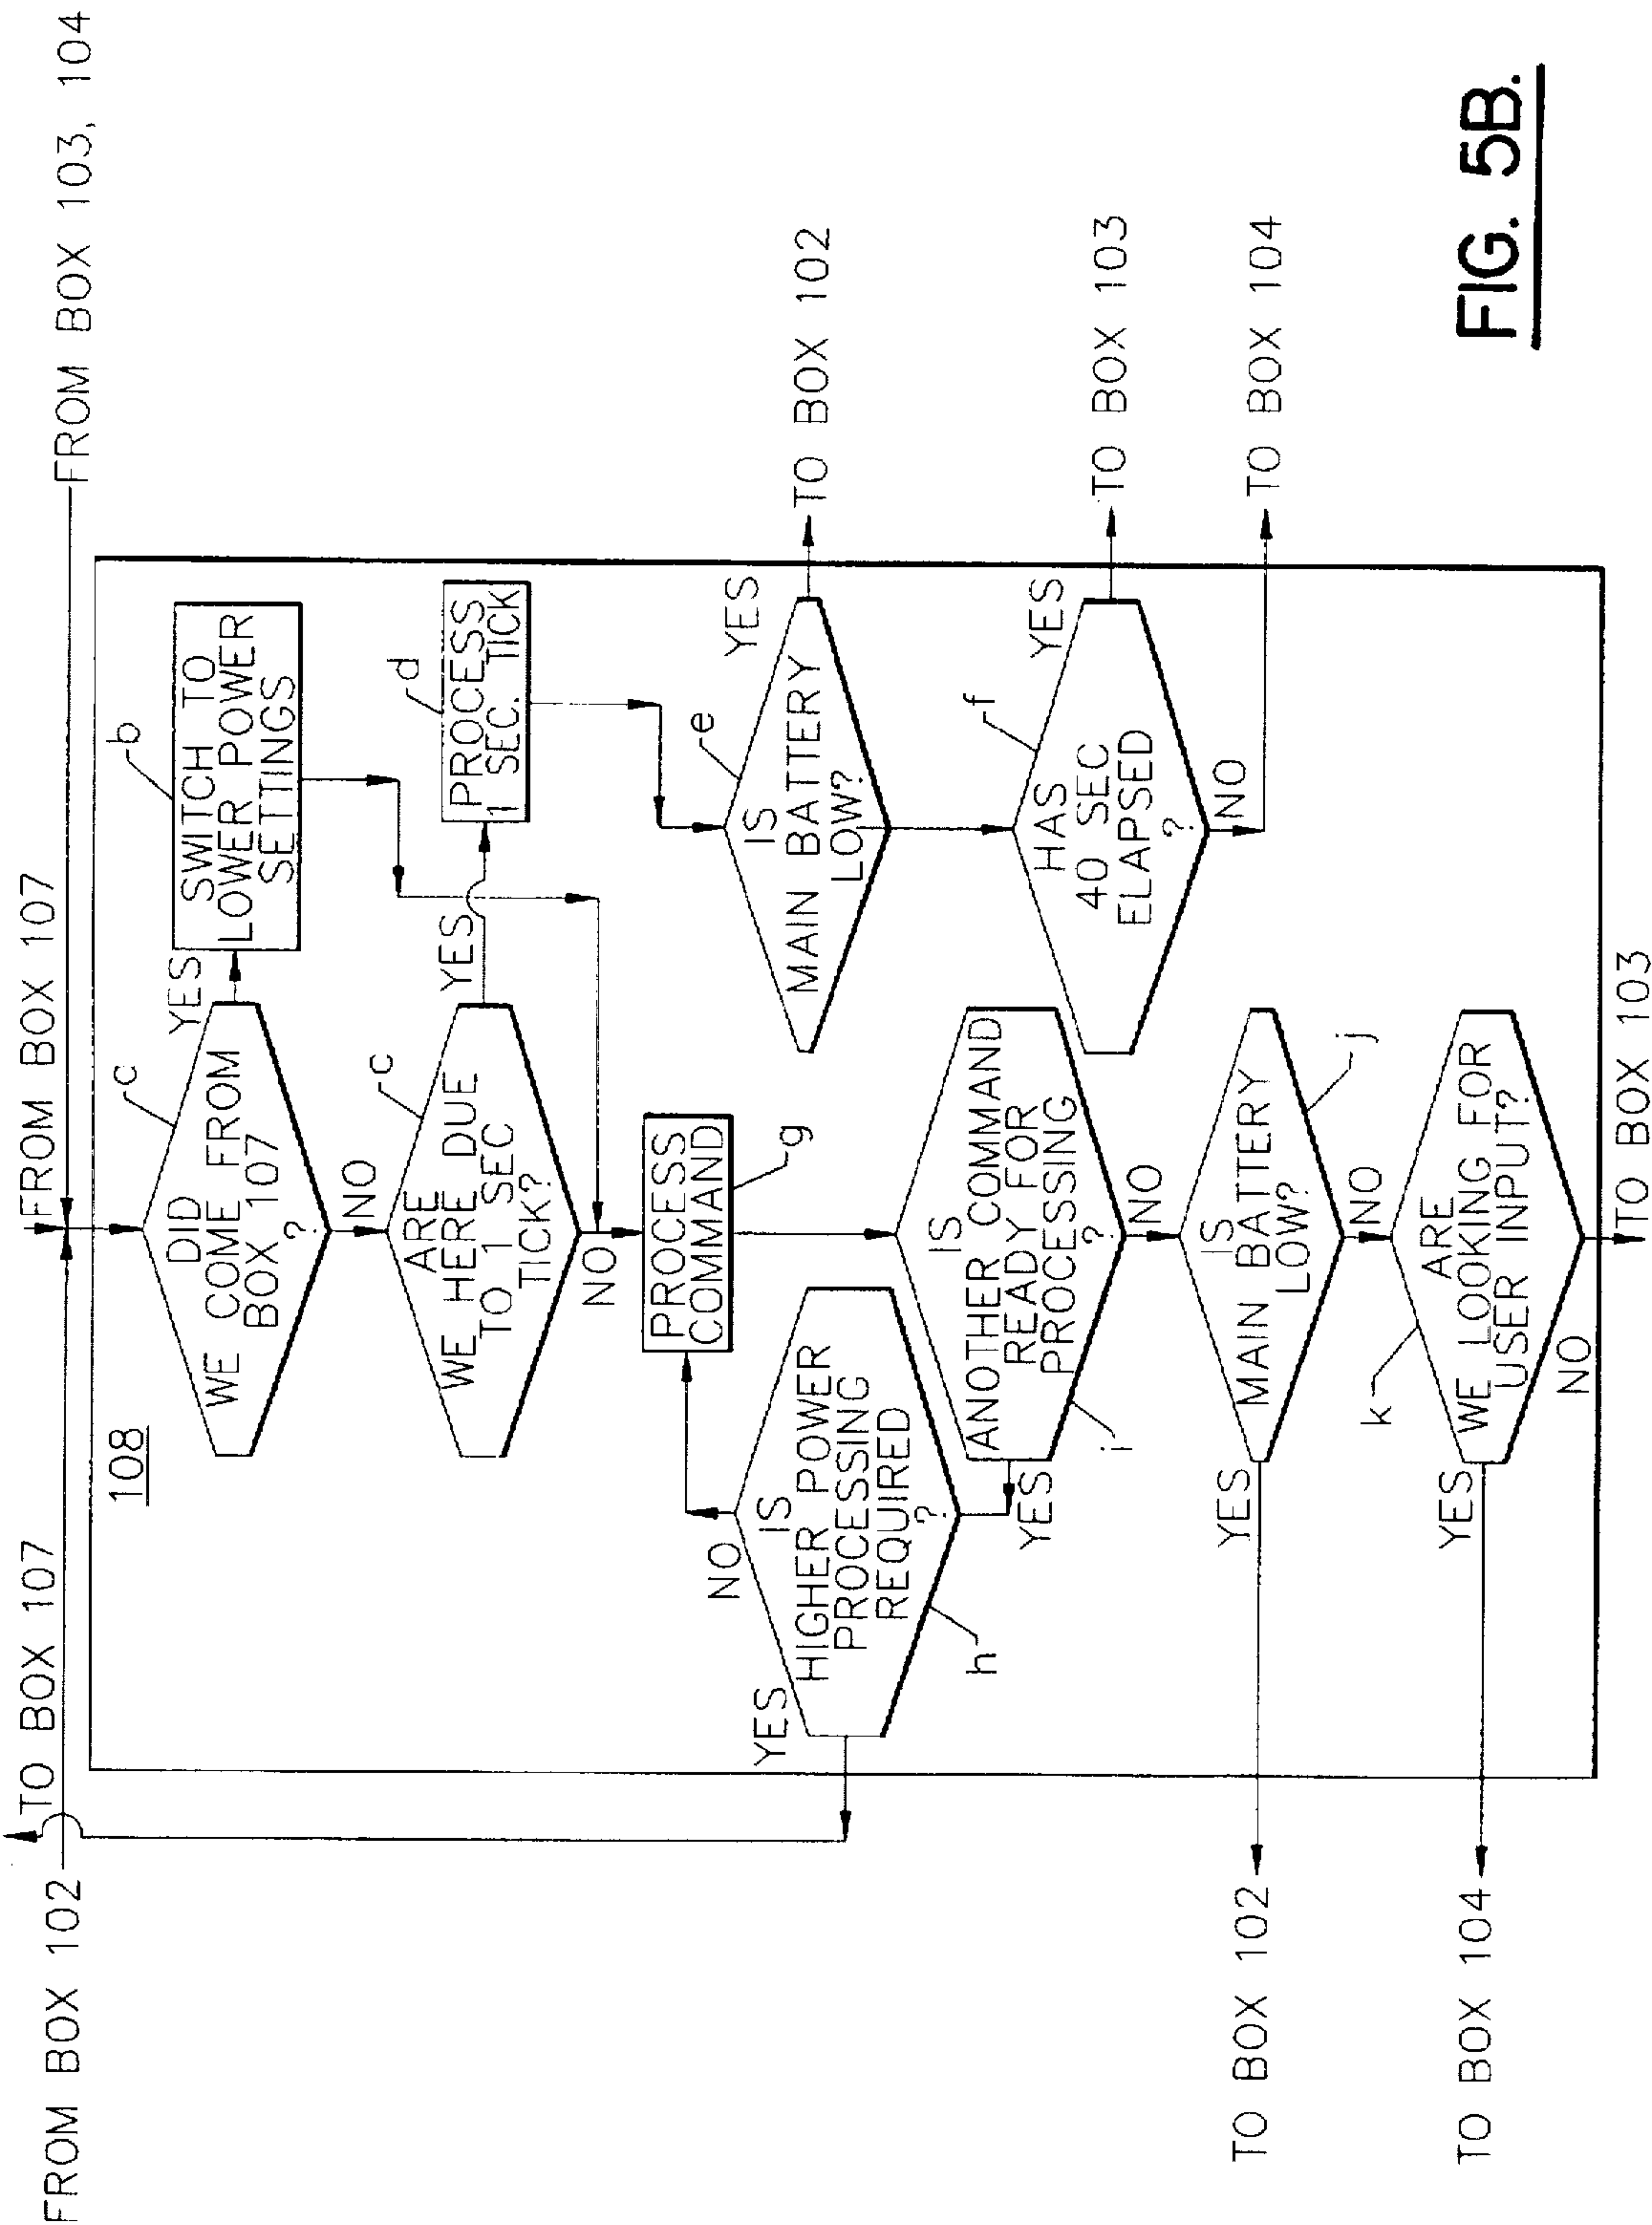 FROM BOX 107
FROM BOX 103, 104
TO BOX 107
FROM BOX 102
108
c
DID
WE COME FROM
BOX 107
?
YES
b
SWITCH TO
LOWER POWER
SETTINGS
NO
c
ARE
WE HERE DUE
TO 1 SEC
TICK?
YES
d
PROCESS
1 SEC. TICK
NO
PROCESS
COMMAND
g
e
IS
MAIN BATTERY
LOW?
YES
TO BOX 102
f
HAS
40 SEC
ELAPSED
?
YES
TO BOX 103
NO
TO BOX 104
NO
IS
HIGHER POWER
PROCESSING
REQUIRED
?
YES
h
IS
ANOTHER COMMAND
READY FOR
PROCESSING
?
YES
i
NO
IS
MAIN BATTERY
LOW?
j
YES
TO BOX 102
NO
k
ARE
WE LOOKING FOR
USER INPUT?
YES
TO BOX 104
NO
TO BOX 103
FIG. 5B.